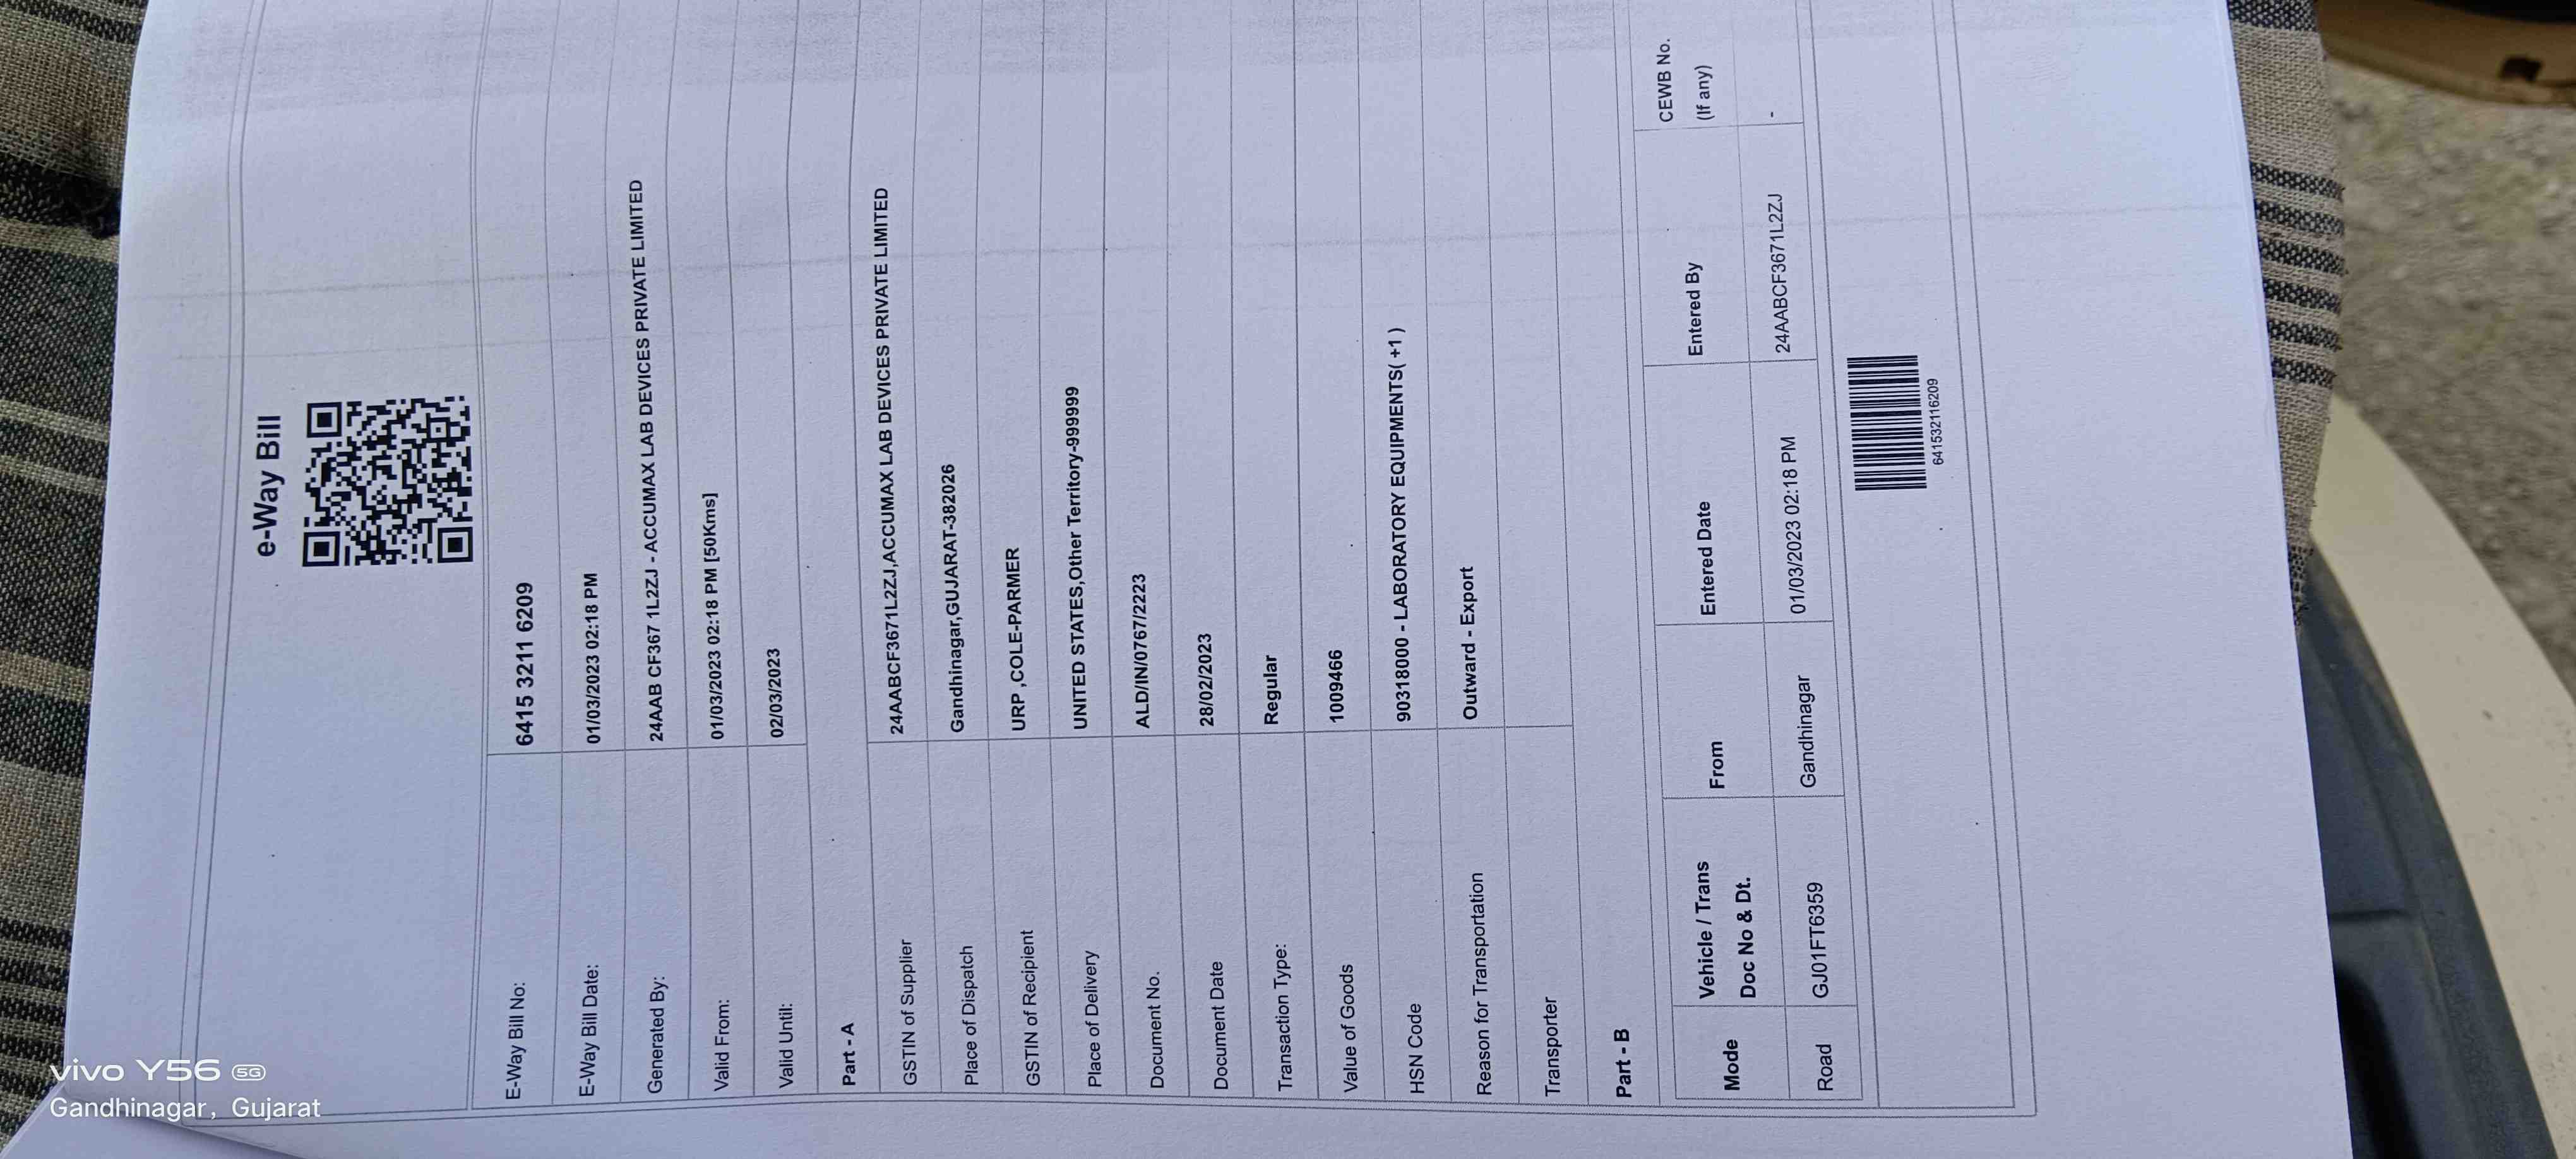 e-Way Bill
E-Way Bill No: 6415 3211 6209
E-Way Bill Date: 01/03/2023 02:18 PM
Generated By: 24AAB CF367 1L2ZJ - ACCUMAX LAB DEVICES PRIVATE LIMITED
Valid From: 01/03/2023 02:18 PM [50Kms]
Valid Until: 02/03/2023
Part - A
GSTIN of Supplier 24AABCF3671L2ZJ,ACCUMAX LAB DEVICES PRIVATE LIMITED
Place of Dispatch Gandhinagar,GUJARAT-382026
GSTIN of Recipient URP ,COLE-PARMER
Place of Delivery UNITED STATES,Other Territory-999999
Document No. ALD/IN/0767/2223
Document Date 28/02/2023
Transaction Type: Regular
Value of Goods 1009466
HSN Code 90318000 - LABORATORY EQUIPMENTS( +1 )
Reason for Transportation Outward - Export
Transporter
Part - B
Mode Vehicle / Trans Doc No & Dt. From Entered Date Entered By CEWB No. (If any)
Road GJ01FT6359 Gandhinagar 01/03/2023 02:18 PM 24AABCF3671L2ZJ -
641532116209
vivo Y56 5G
Gandhinagar, Gujarat